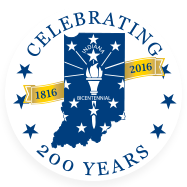 CELEBRATING
INDIANA
1816
2016
BICENTENNIAL
200 YEARS